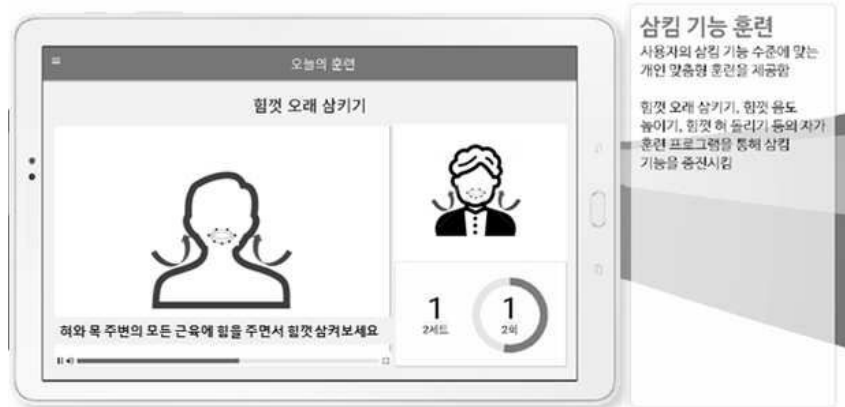 오늘의 훈련
힘껏 오래 삼키기
혀와 목 주변의 모든 근육에 힘을 주면서 힘껏 삼켜보세요
1
2세트
1
2회
삼킴 기능 훈련
사용자의 삼킴 기능 수준에 맞는
개인 맞춤형 훈련을 제공함
힘껏 오래 삼키기, 힘껏 음도
높이기, 힘껏 혀 돌리기 등의 자가
훈련 프로그램을 통해 삼킴
기능을 증진시킴